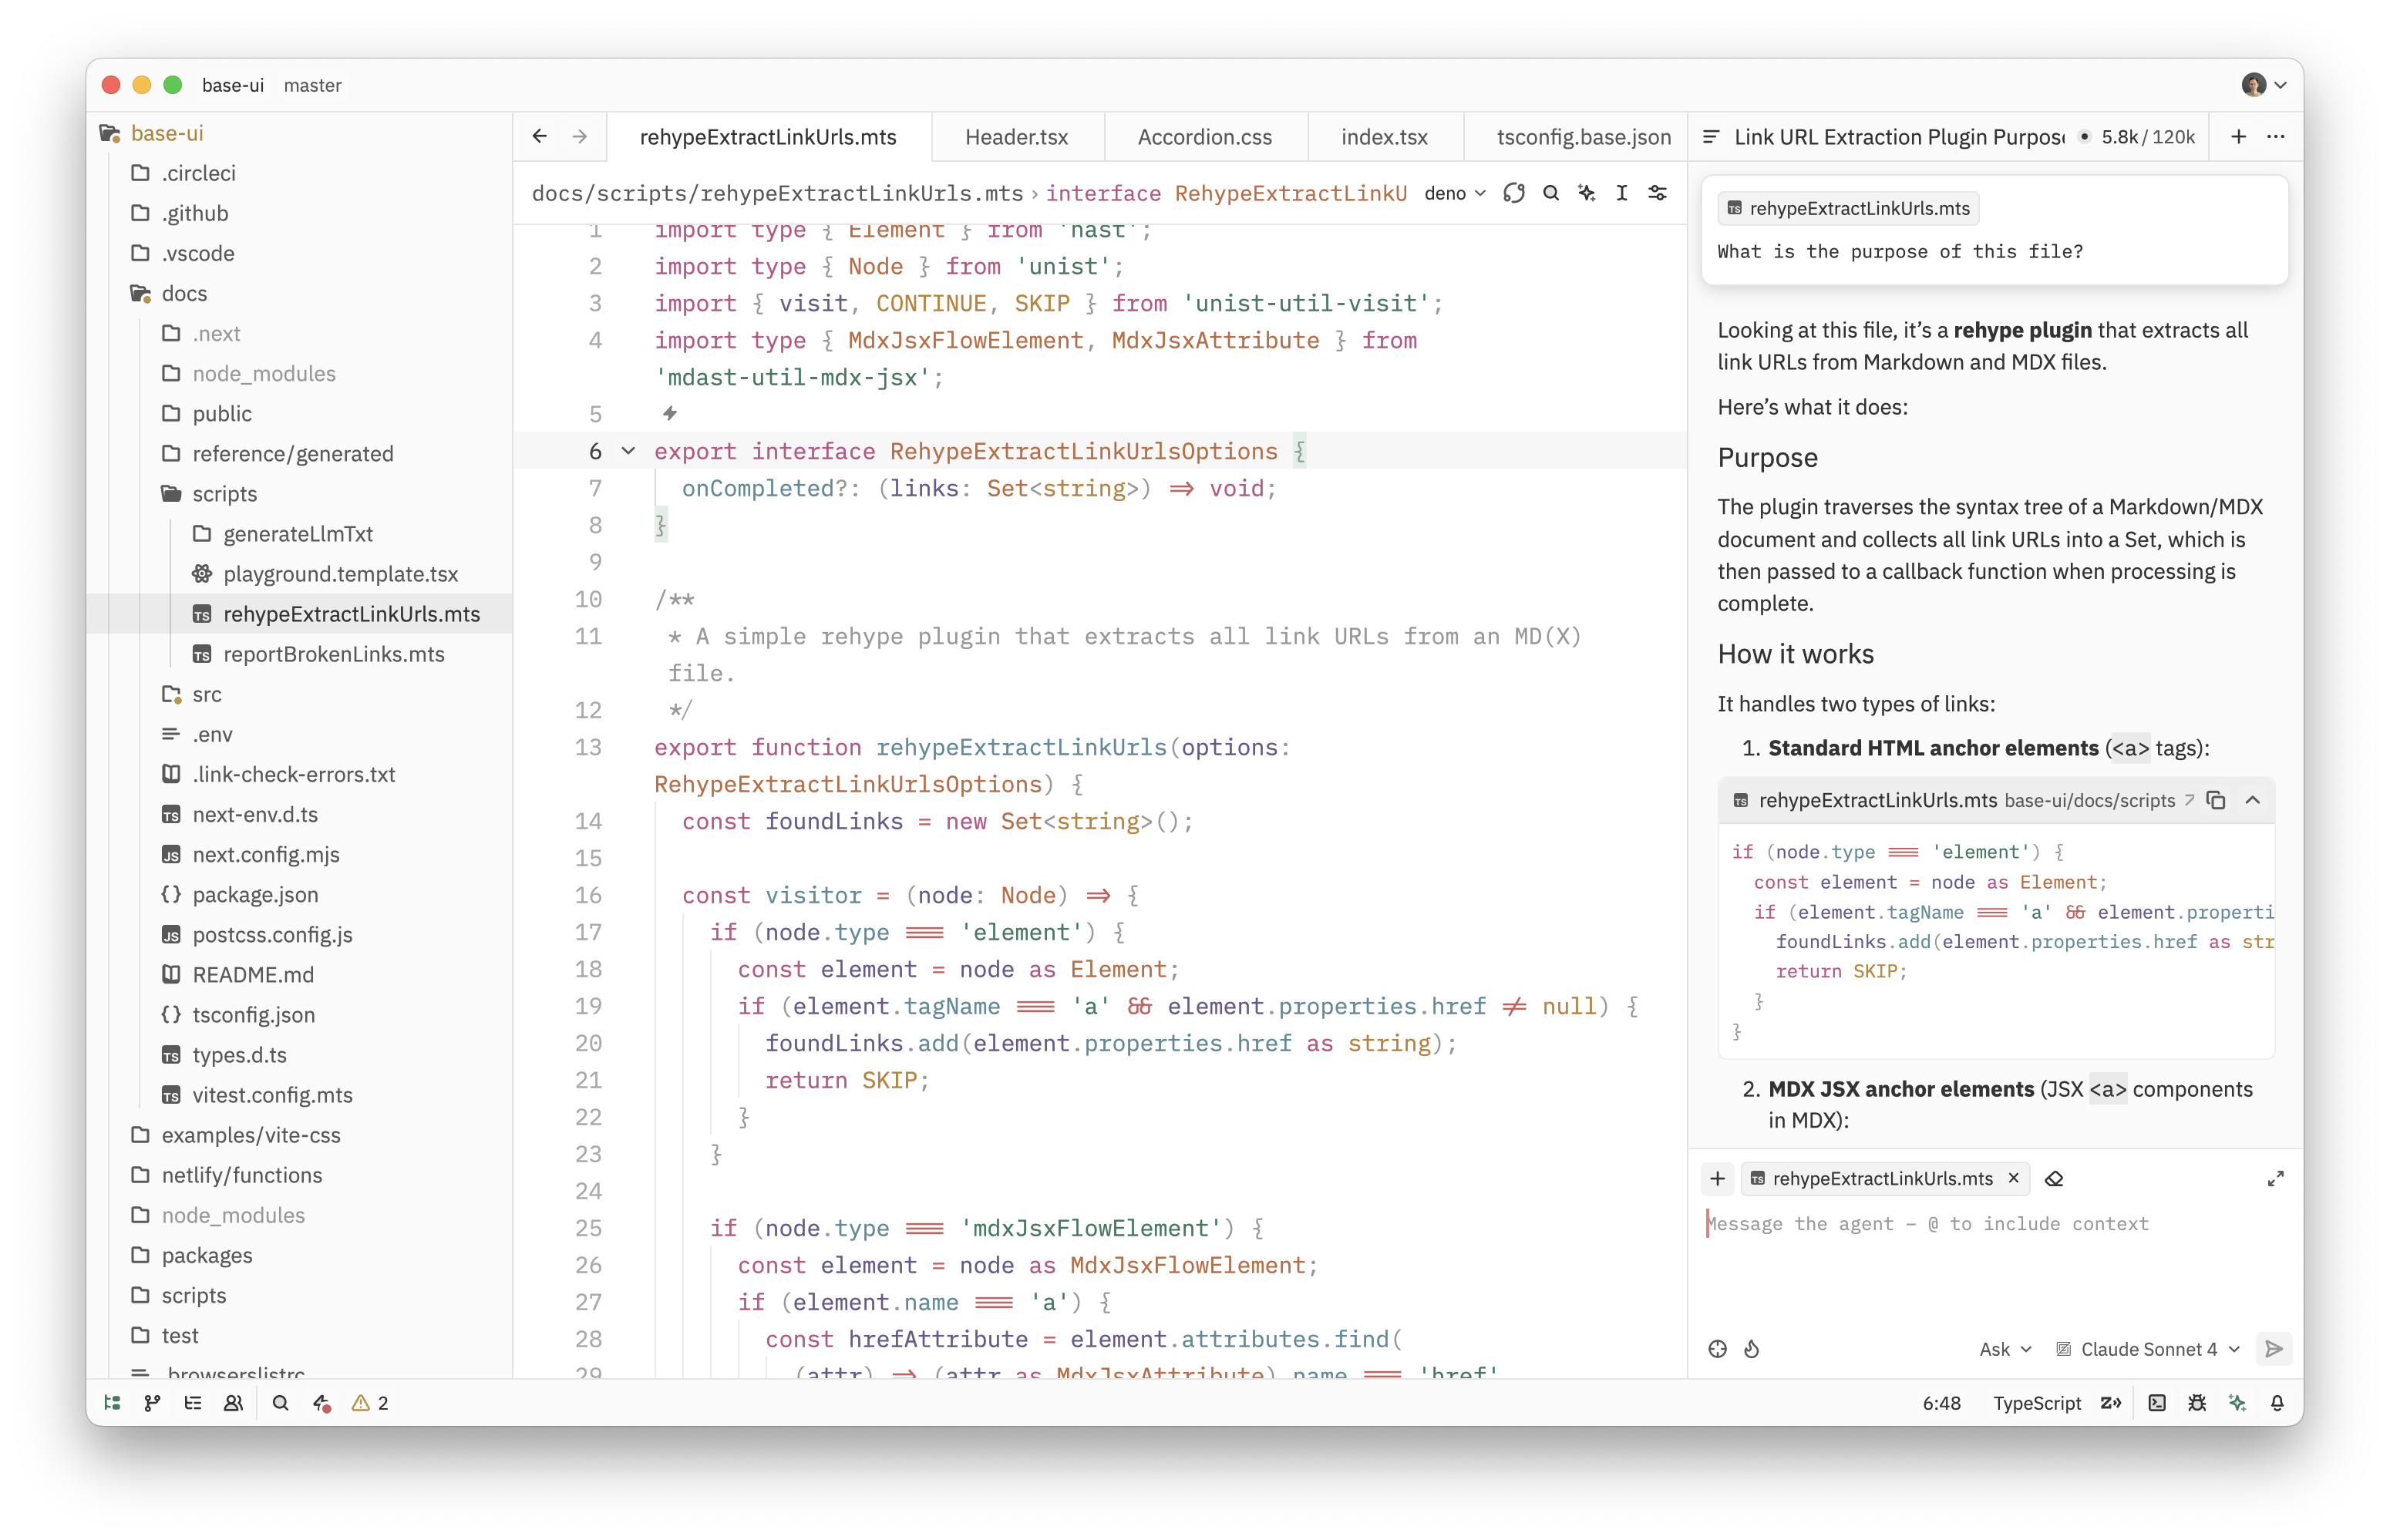 base-ui master
base-ui
.circleci
.github
.vscode
docs
.next
node_modules
public
reference/generated
scripts
generateLlmTxt
playground.template.tsx
rehypeExtractLinkUrls.mts
reportBrokenLinks.mts
src
.env
.link-check-errors.txt
next-env.d.ts
next.config.mjs
package.json
postcss.config.js
README.md
tsconfig.json
types.d.ts
vitest.config.mts
examples/vite-css
netlify/functions
node_modules
packages
scripts
test
.browserslistrc
rehypeExtractLinkUrls.mts Header.tsx Accordion.css index.tsx tsconfig.base.json
docs/scripts/rehypeExtractLinkUrls.mts › interface RehypeExtractLinkU deno
1 import type { Element } from 'hast';
2 import type { Node } from 'unist';
3 import { visit, CONTINUE, SKIP } from 'unist-util-visit';
4 import type { MdxJsxFlowElement, MdxJsxAttribute } from
'mdast-util-mdx-jsx';
5
6 export interface RehypeExtractLinkUrlsOptions {
7 onCompleted?: (links: Set<string>) => void;
8 }
9
10 /**
11 * A simple rehype plugin that extracts all link URLs from an MD(X)
file.
12 */
13 export function rehypeExtractLinkUrls(options:
RehypeExtractLinkUrlsOptions) {
14 const foundLinks = new Set<string>();
15
16 const visitor = (node: Node) => {
17 if (node.type === 'element') {
18 const element = node as Element;
19 if (element.tagName === 'a' && element.properties.href != null) {
20 foundLinks.add(element.properties.href as string);
21 return SKIP;
22 }
23 }
24
25 if (node.type === 'mdxJsxFlowElement') {
26 const element = node as MdxJsxFlowElement;
27 if (element.name === 'a') {
28 const hrefAttribute = element.attributes.find(
29 (attr) => (attr as MdxJsxAttribute).name === 'href'
Link URL Extraction Plugin Purpos 5.8k / 120k
TS rehypeExtractLinkUrls.mts
What is the purpose of this file?
Looking at this file, it’s a rehype plugin that extracts all
link URLs from Markdown and MDX files.
Here’s what it does:
Purpose
The plugin traverses the syntax tree of a Markdown/MDX
document and collects all link URLs into a Set, which is
then passed to a callback function when processing is
complete.
How it works
It handles two types of links:
1. Standard HTML anchor elements (<a> tags):
TS rehypeExtractLinkUrls.mts base-ui/docs/scripts
if (node.type === 'element') {
const element = node as Element;
if (element.tagName === 'a' && element.properti
foundLinks.add(element.properties.href as str
return SKIP;
}
}
2. MDX JSX anchor elements (JSX <a> components
in MDX):
TS rehypeExtractLinkUrls.mts
Message the agent – @ to include context
Ask Claude Sonnet 4
2
6:48 TypeScript